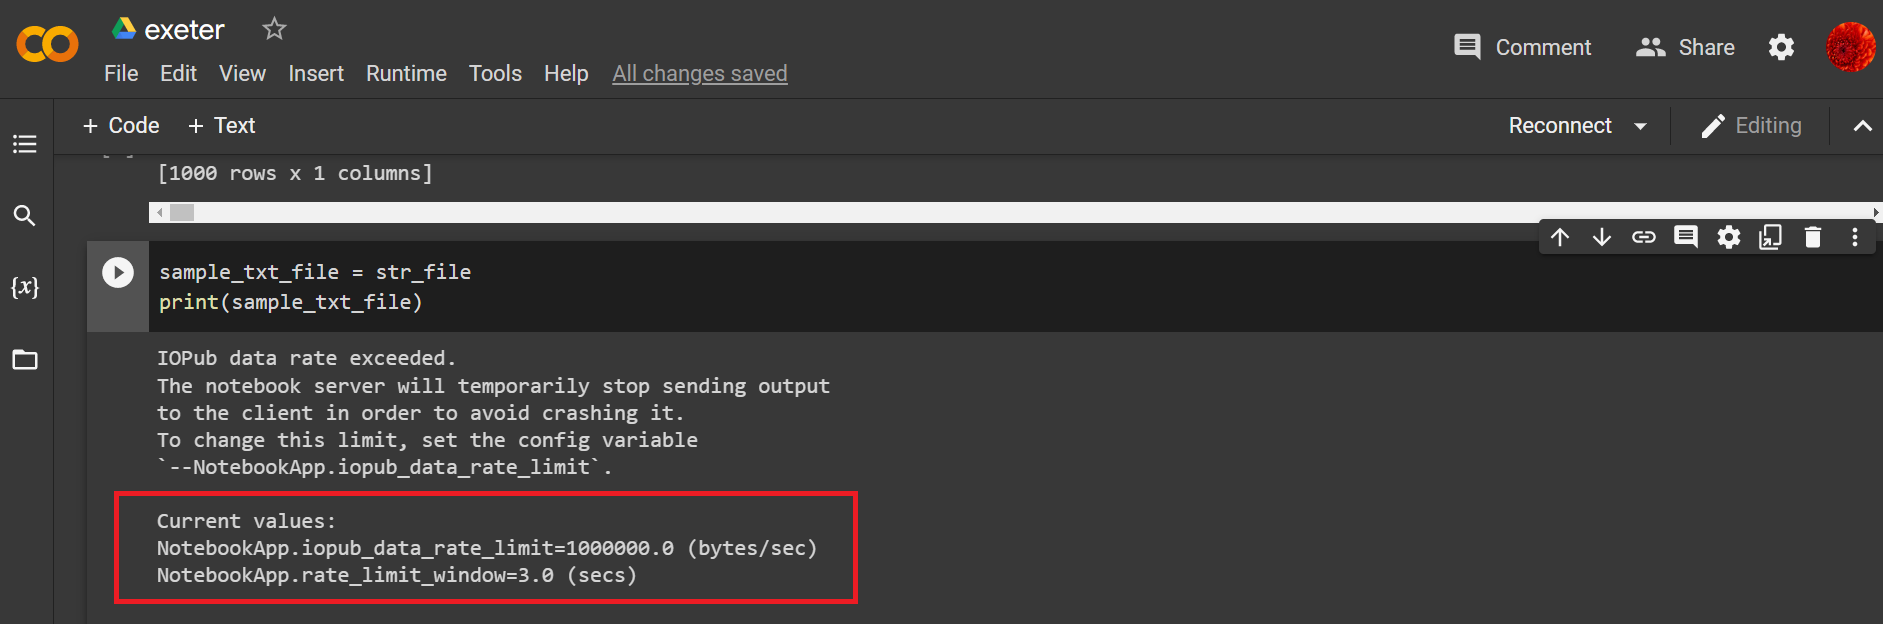 exeter
Comment
Share
File Edit View Insert Runtime Tools Help All changes saved
+ Code + Text
Reconnect
Editing
[1000 rows x 1 columns]
{x}
sample_txt_file = str_file
print(sample_txt_file)
IOPub data rate exceeded.
The notebook server will temporarily stop sending output
to the client in order to avoid crashing it.
To change this limit, set the config variable
`--NotebookApp.iopub_data_rate_limit`.
Current values:
NotebookApp.iopub_data_rate_limit=1000000.0 (bytes/sec)
NotebookApp.rate_limit_window=3.0 (secs)